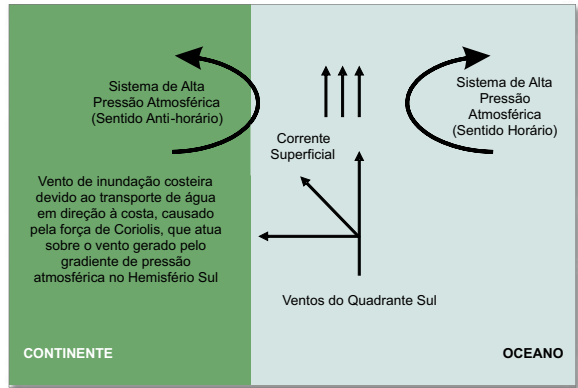 Sistema de Alta
Pressão Atmosférica
(Sentido Anti-horário)
Sistema de Alta
Pressão
Atmosférica
(Sentido Horário)
Corrente
Superficial
Vento de inundação costeira
devido ao transporte de água
em direção à costa, causado
pela força de Coriolis, que atua
sobre o vento gerado pelo
gradiente de pressão
atmosférica no Hemisfério Sul
Ventos do Quadrante Sul
CONTINENTE
OCEANO